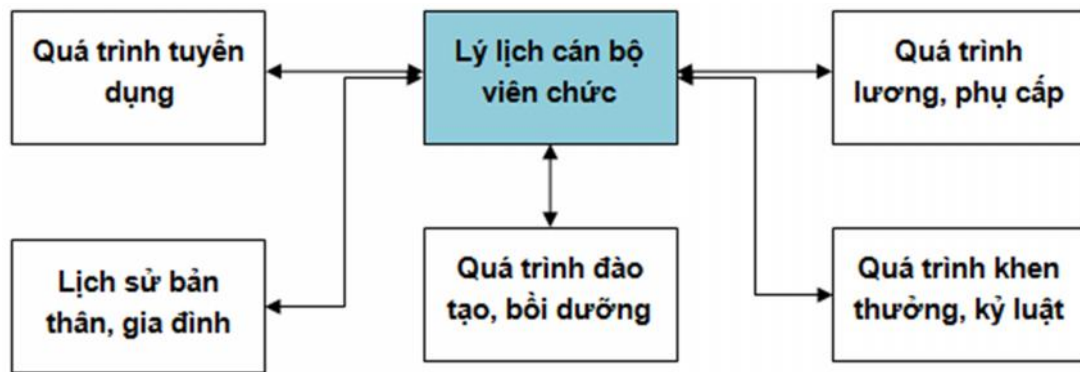 Quá trình tuyển
dụng
Lý lịch cán bộ
viên chức
Quá trình
lương, phụ cấp
Lịch sử bản
thân, gia đình
Quá trình đào
tạo, bồi dưỡng
Quá trình khen
thưởng, kỷ luật